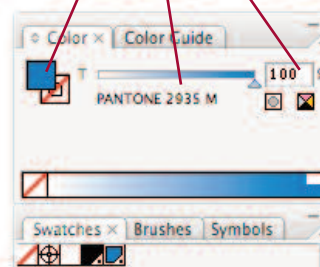 Color × Color Guide
T 100 %
PANTONE 2935 M
Swatches × Brushes Symbols